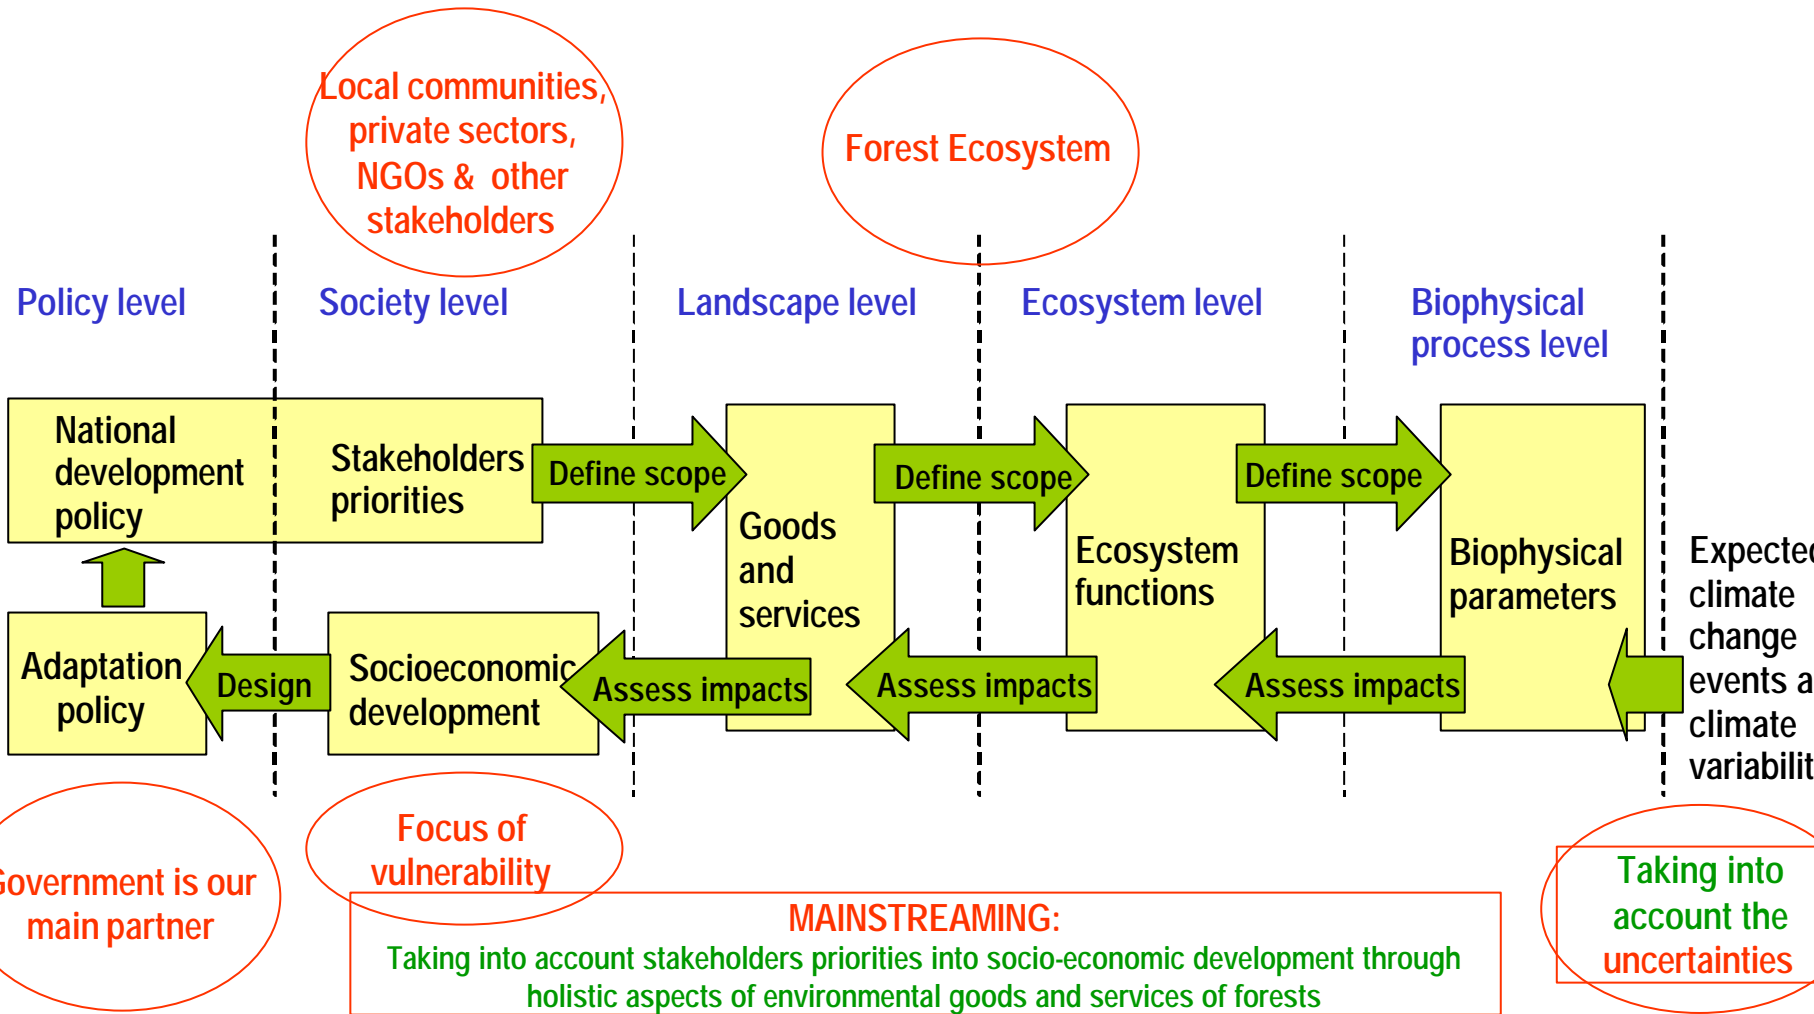 Local communities,
private sectors,
NGOs & other
stakeholders
Forest Ecosystem
Policy level
Society level
Landscape level
Ecosystem level
Biophysical
process level
National
development
policy
Stakeholders
priorities
Define scope
Define scope
Define scope
Goods
and
services
Ecosystem
functions
Biophysical
parameters
Expected
climate
change
events a
climate
variabilit
Adaptation
policy
Design
Socioeconomic
development
Assess impacts
Assess impacts
Assess impacts
Government is our
main partner
Focus of
vulnerability
MAINSTREAMING:
Taking into account stakeholders priorities into socio-economic development through
holistic aspects of environmental goods and services of forests
Taking into
account the
uncertainties